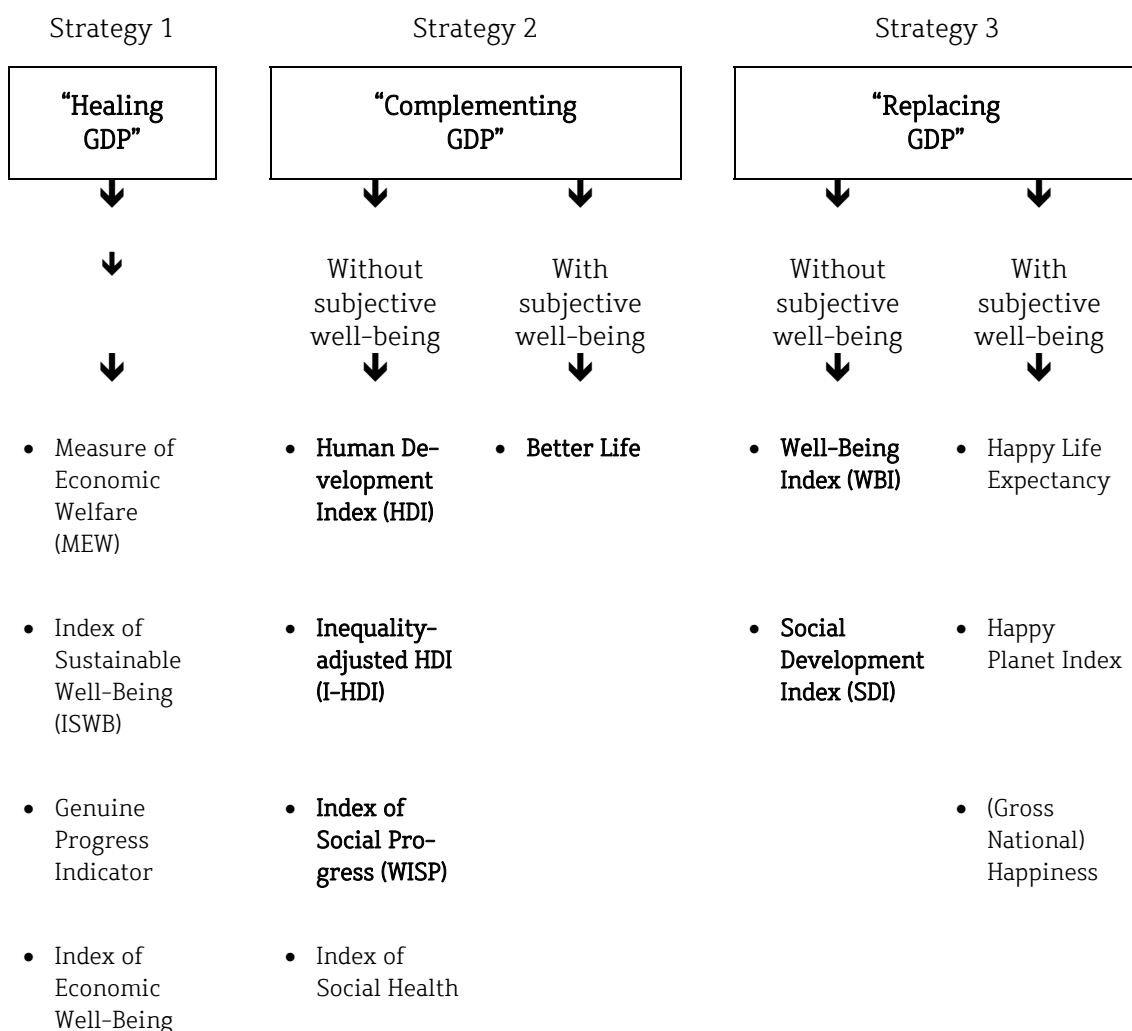 Strategy 1
Strategy 2
Strategy 3
“Healing
GDP”
“Complementing
GDP”
“Replacing
GDP”
Without
subjective
well-being
With
subjective
well-being
Without
subjective
well-being
With
subjective
well-being
• Measure of
Economic
Welfare
(MEW)
• Human De-
velopment
Index (HDI)
• Better Life
• Well-Being
Index (WBI)
• Happy Life
Expectancy
• Index of
Sustainable
Well-Being
(ISWB)
• Inequality-
adjusted HDI
(I-HDI)
• Social
Development
Index (SDI)
• Happy
Planet Index
• Genuine
Progress
Indicator
• Index of
Social Pro-
gress (WISP)
• (Gross
National)
Happiness
• Index of
Economic
Well-Being
• Index of
Social Health